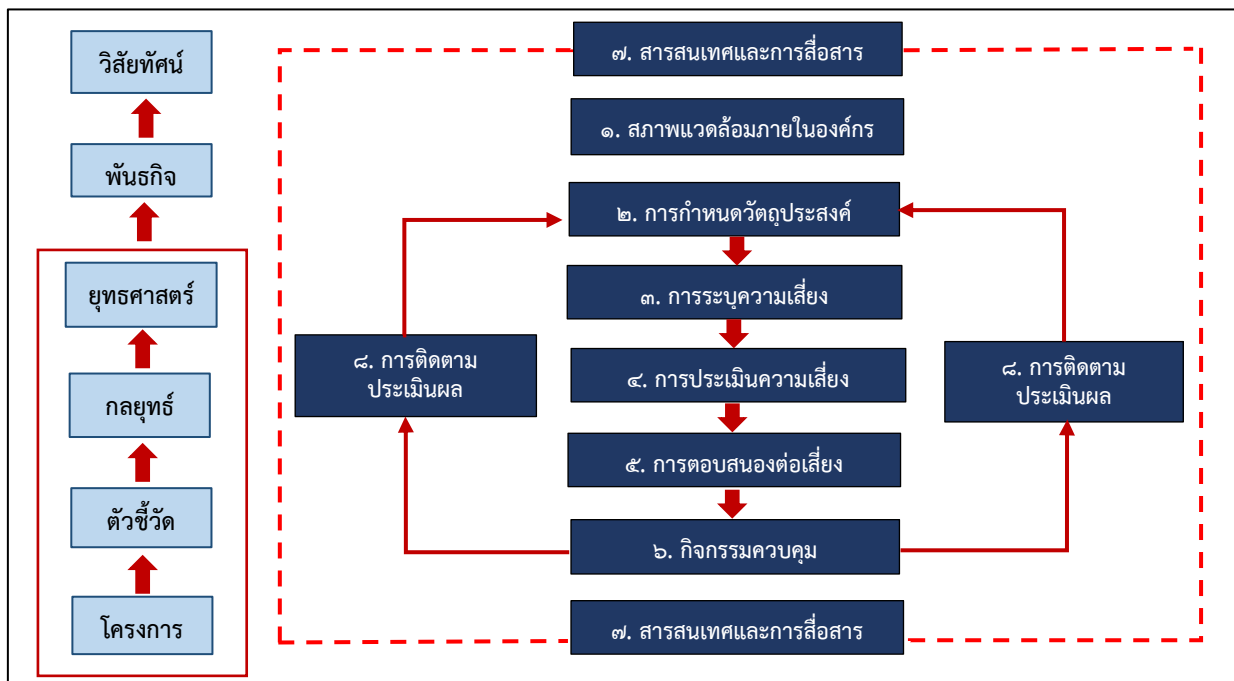 วิสัยทัศน์
พันธกิจ
ยุทธศาสตร์
กลยุทธ์
ตัวชี้วัด
โครงการ
๗. สารสนเทศและการสื่อสาร
๑. สภาพแวดล้อมภายในองค์กร
๒. การกำหนดวัตถุประสงค์
๓. การระบุความเสี่ยง
๘. การติดตาม
ประเมินผล
๔. การประเมินความเสี่ยง
๘. การติดตาม
ประเมินผล
๕. การตอบสนองต่อเสี่ยง
๖. กิจกรรมควบคุม
๗. สารสนเทศและการสื่อสาร